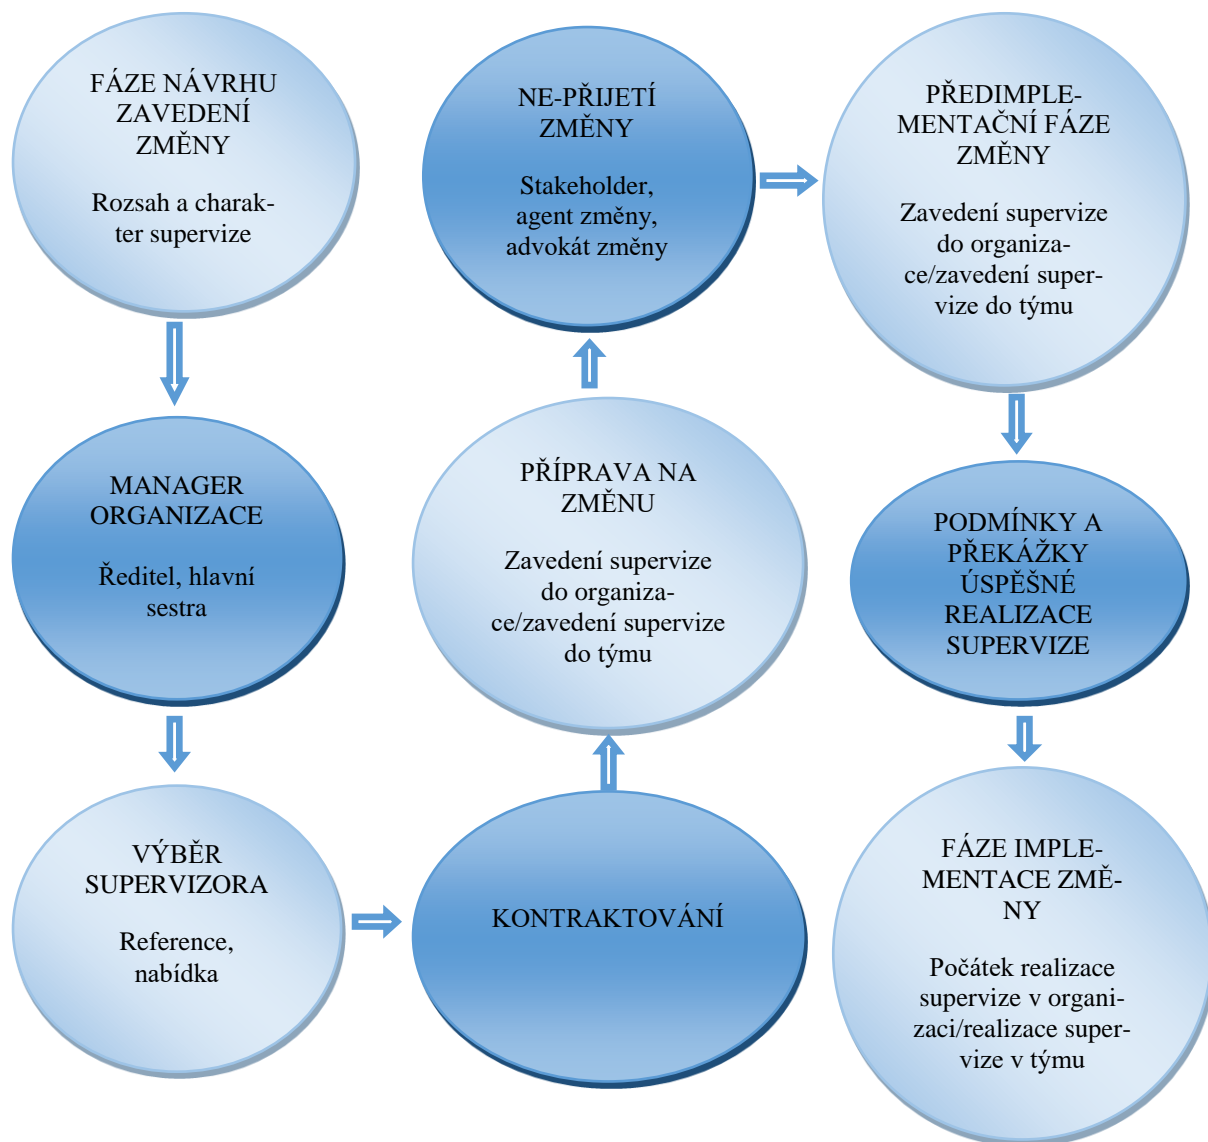 FÁZE NÁVRHU
ZAVEDENÍ
ZMĚNY
Rozsah a charak-
ter supervize
MANAGER
ORGANIZACE
Ředitel, hlavní
sestra
VÝBĚR
SUPERVIZORA
Reference,
nabídka
KONTRAKTOVÁNÍ
PŘÍPRAVA NA
ZMĚNU
Zavedení supervize
do organiza-
ce/zavedení supervize
do týmu
NE-PŘIJETÍ
ZMĚNY
Stakeholder,
agent změny,
advokát změny
PŘEDIMPLE-
MENTAČNÍ FÁZE
ZMĚNY
Zavedení supervize
do organiza-
ce/zavedení super-
vize do týmu
PODMÍNKY A
PŘEKÁŽKY
ÚSPĚŠNÉ
REALIZACE
SUPERVIZE
FÁZE IMPLE-
MENTACE ZMĚ-
NY
Počátek realizace
supervize v organi-
zaci/realizace super-
vize v týmu